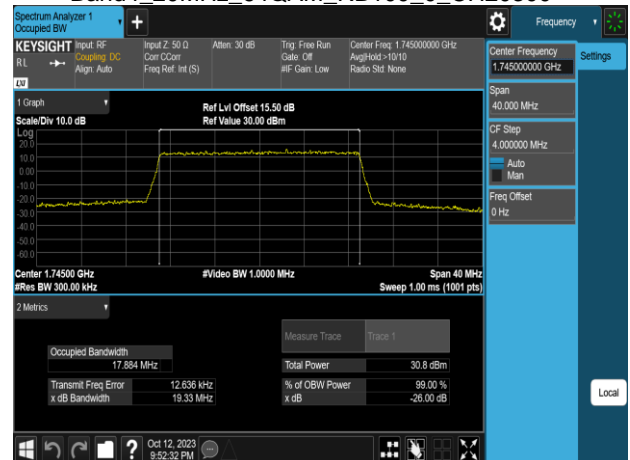 Spectrum Analyzer 1
Occupied BW
+
Frequency
KEYSIGHT
RL
LXI
Input: RF
Coupling: DC
Align: Auto
Input Z: 50 Ω
Corr CCorr
Freq Ref: Int (S)
Atten: 30 dB
Trig: Free Run
Gate: Off
#IF Gain: Low
Center Freq: 1.745000000 GHz
Avg|Hold:>10/10
Radio Std: None
Center Frequency
1.745000000 GHz
Settings
Span
40.000 MHz
CF Step
4.000000 MHz
Auto
Man
Freq Offset
0 Hz
Local
1 Graph
Scale/Div 10.0 dB
Ref Lvl Offset 15.50 dB
Ref Value 30.00 dBm
Log
20.0
10.0
0.00
-10.0
-20.0
-30.0
-40.0
-50.0
-60.0
Center 1.74500 GHz
#Res BW 300.00 kHz
#Video BW 1.0000 MHz
Span 40 MHz
Sweep 1.00 ms (1001 pts)
2 Metrics
Measure Trace Trace 1
Occupied Bandwidth
17.884 MHz
Total Power 30.8 dBm
Transmit Freq Error 12.636 kHz
% of OBW Power 99.00 %
x dB Bandwidth 19.33 MHz
x dB -26.00 dB
?
Oct 12, 2023
9:52:32 PM